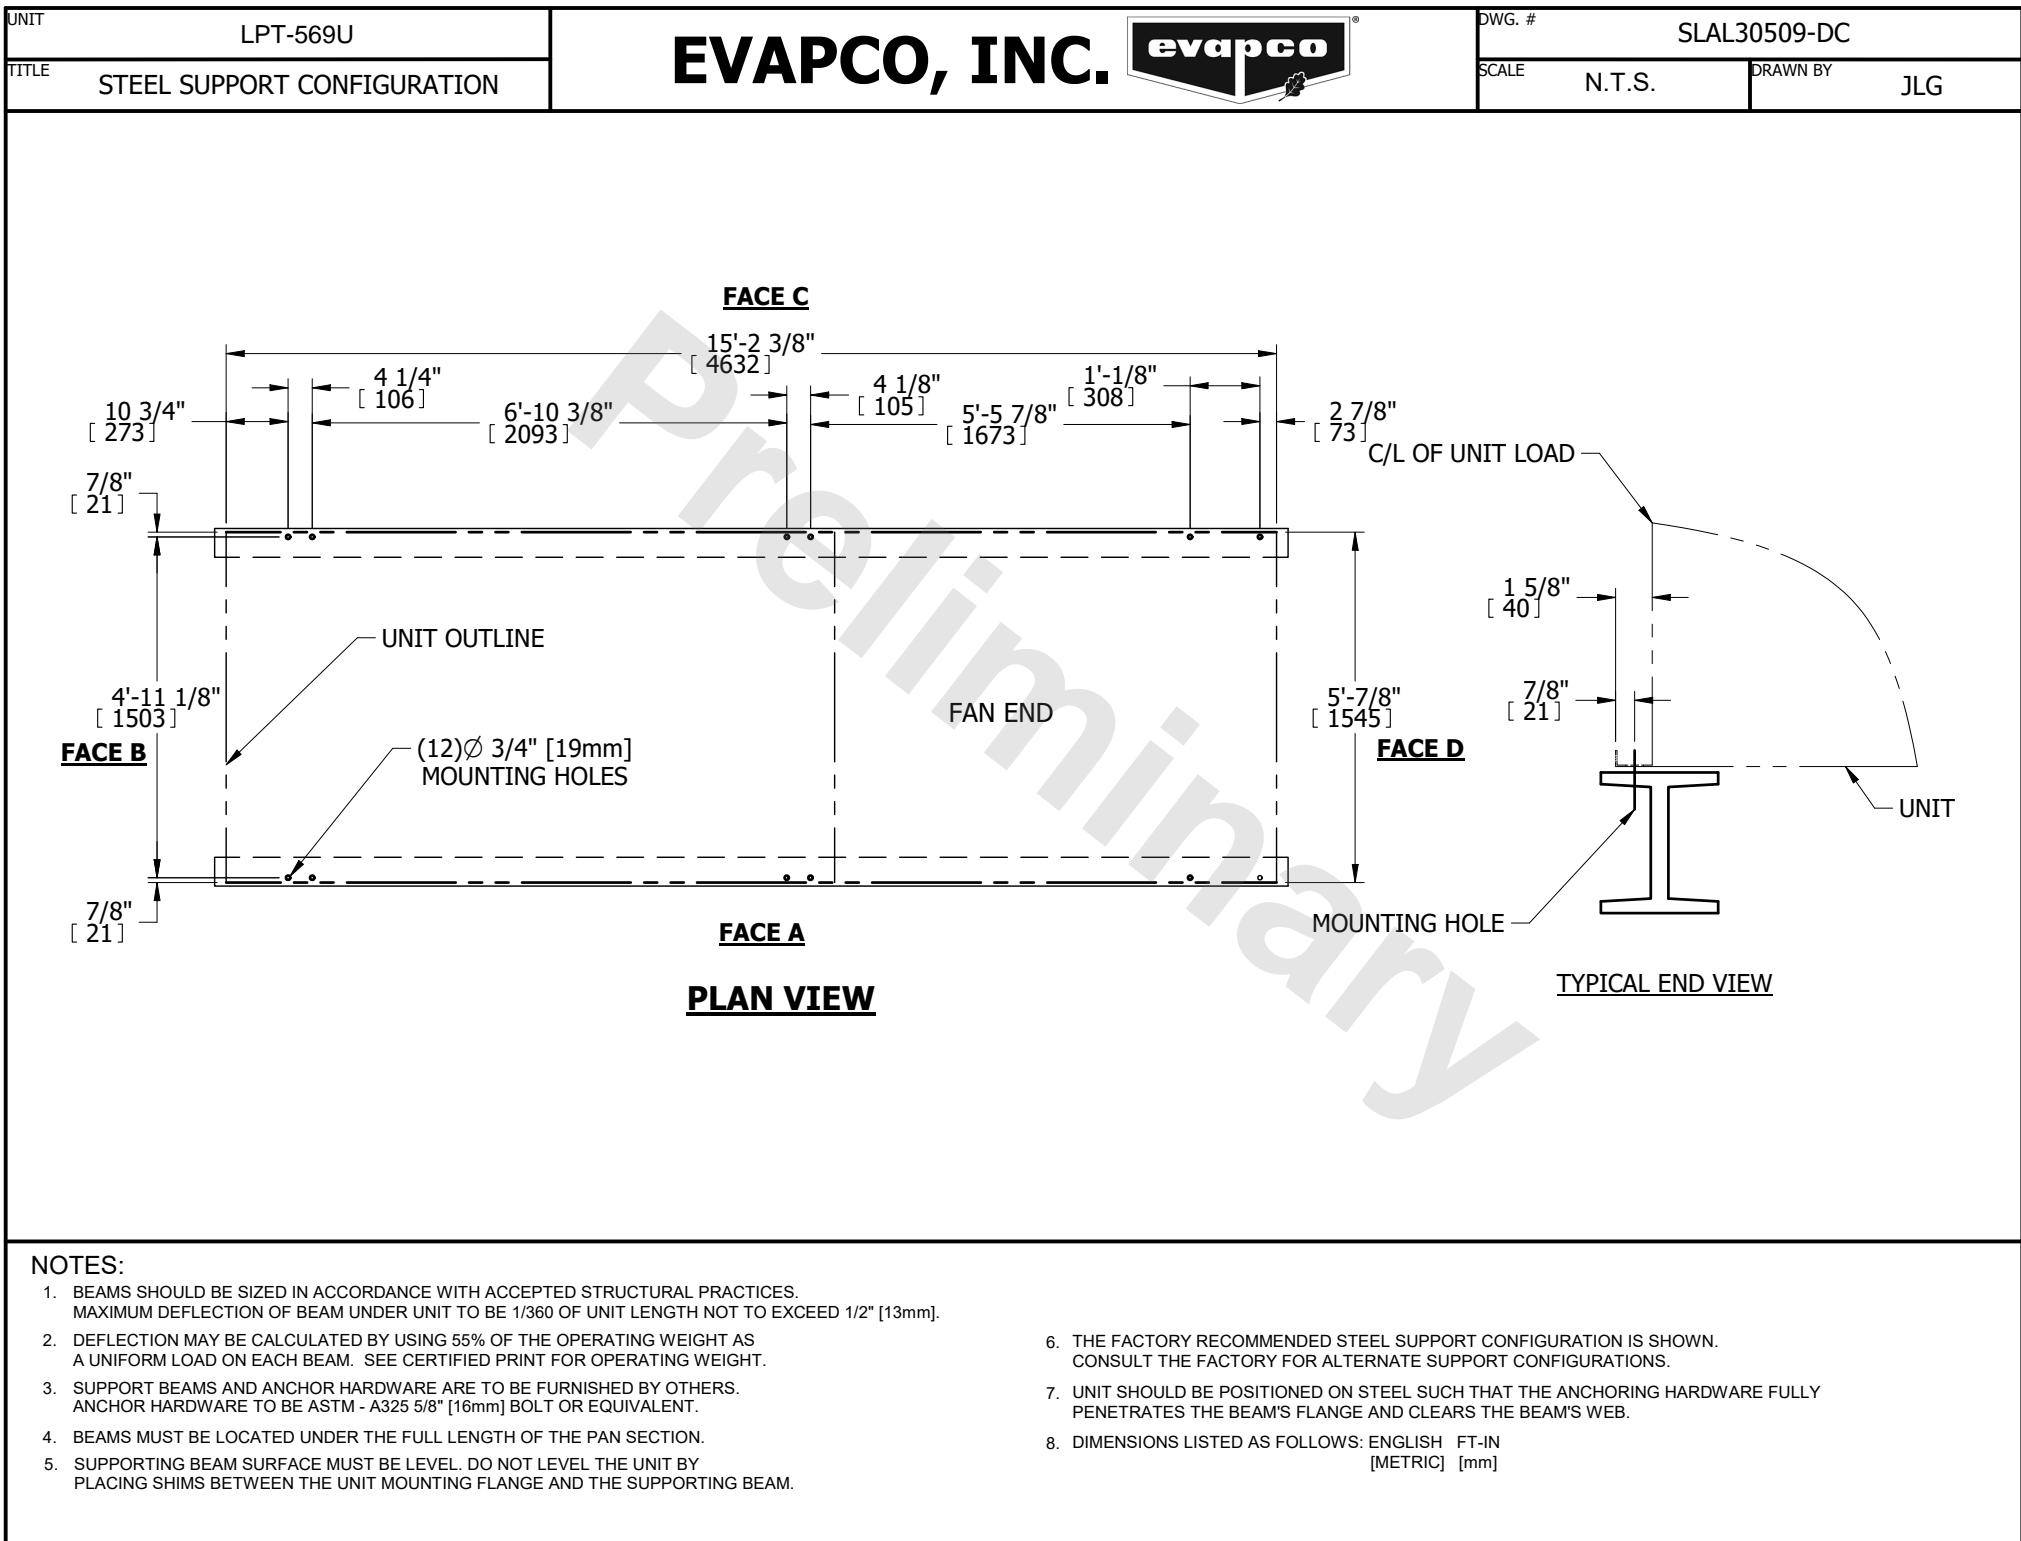 UNIT
LPT-569U
TITLE
STEEL SUPPORT CONFIGURATION
EVAPCO, INC.
evapco
®
DWG. #
SLAL30509-DC
SCALE
N.T.S.
DRAWN BY
JLG
FACE C
15'-2 3/8"
[ 4632 ]
4 1/4"
[ 106 ]
4 1/8"
[ 105 ]
1'-1/8"
[ 308 ]
10 3/4"
[ 273 ]
6'-10 3/8"
[ 2093 ]
5'-5 7/8"
[ 1673 ]
2 7/8"
[ 73 ]
C/L OF UNIT LOAD
7/8"
[ 21 ]
1 5/8"
[ 40 ]
UNIT OUTLINE
4'-11 1/8"
[ 1503 ]
FACE B
FAN END
5'-7/8"
[ 1545 ]
FACE D
7/8"
[ 21 ]
(12)∅ 3/4" [19mm]
MOUNTING HOLES
UNIT
7/8"
[ 21 ]
FACE A
MOUNTING HOLE
PLAN VIEW
TYPICAL END VIEW
Preliminary
NOTES:
1. BEAMS SHOULD BE SIZED IN ACCORDANCE WITH ACCEPTED STRUCTURAL PRACTICES.
MAXIMUM DEFLECTION OF BEAM UNDER UNIT TO BE 1/360 OF UNIT LENGTH NOT TO EXCEED 1/2" [13mm].
2. DEFLECTION MAY BE CALCULATED BY USING 55% OF THE OPERATING WEIGHT AS
A UNIFORM LOAD ON EACH BEAM. SEE CERTIFIED PRINT FOR OPERATING WEIGHT.
3. SUPPORT BEAMS AND ANCHOR HARDWARE ARE TO BE FURNISHED BY OTHERS.
ANCHOR HARDWARE TO BE ASTM - A325 5/8" [16mm] BOLT OR EQUIVALENT.
4. BEAMS MUST BE LOCATED UNDER THE FULL LENGTH OF THE PAN SECTION.
5. SUPPORTING BEAM SURFACE MUST BE LEVEL. DO NOT LEVEL THE UNIT BY
PLACING SHIMS BETWEEN THE UNIT MOUNTING FLANGE AND THE SUPPORTING BEAM.
6. THE FACTORY RECOMMENDED STEEL SUPPORT CONFIGURATION IS SHOWN.
CONSULT THE FACTORY FOR ALTERNATE SUPPORT CONFIGURATIONS.
7. UNIT SHOULD BE POSITIONED ON STEEL SUCH THAT THE ANCHORING HARDWARE FULLY
PENETRATES THE BEAM'S FLANGE AND CLEARS THE BEAM'S WEB.
8. DIMENSIONS LISTED AS FOLLOWS: ENGLISH FT-IN
[METRIC] [mm]